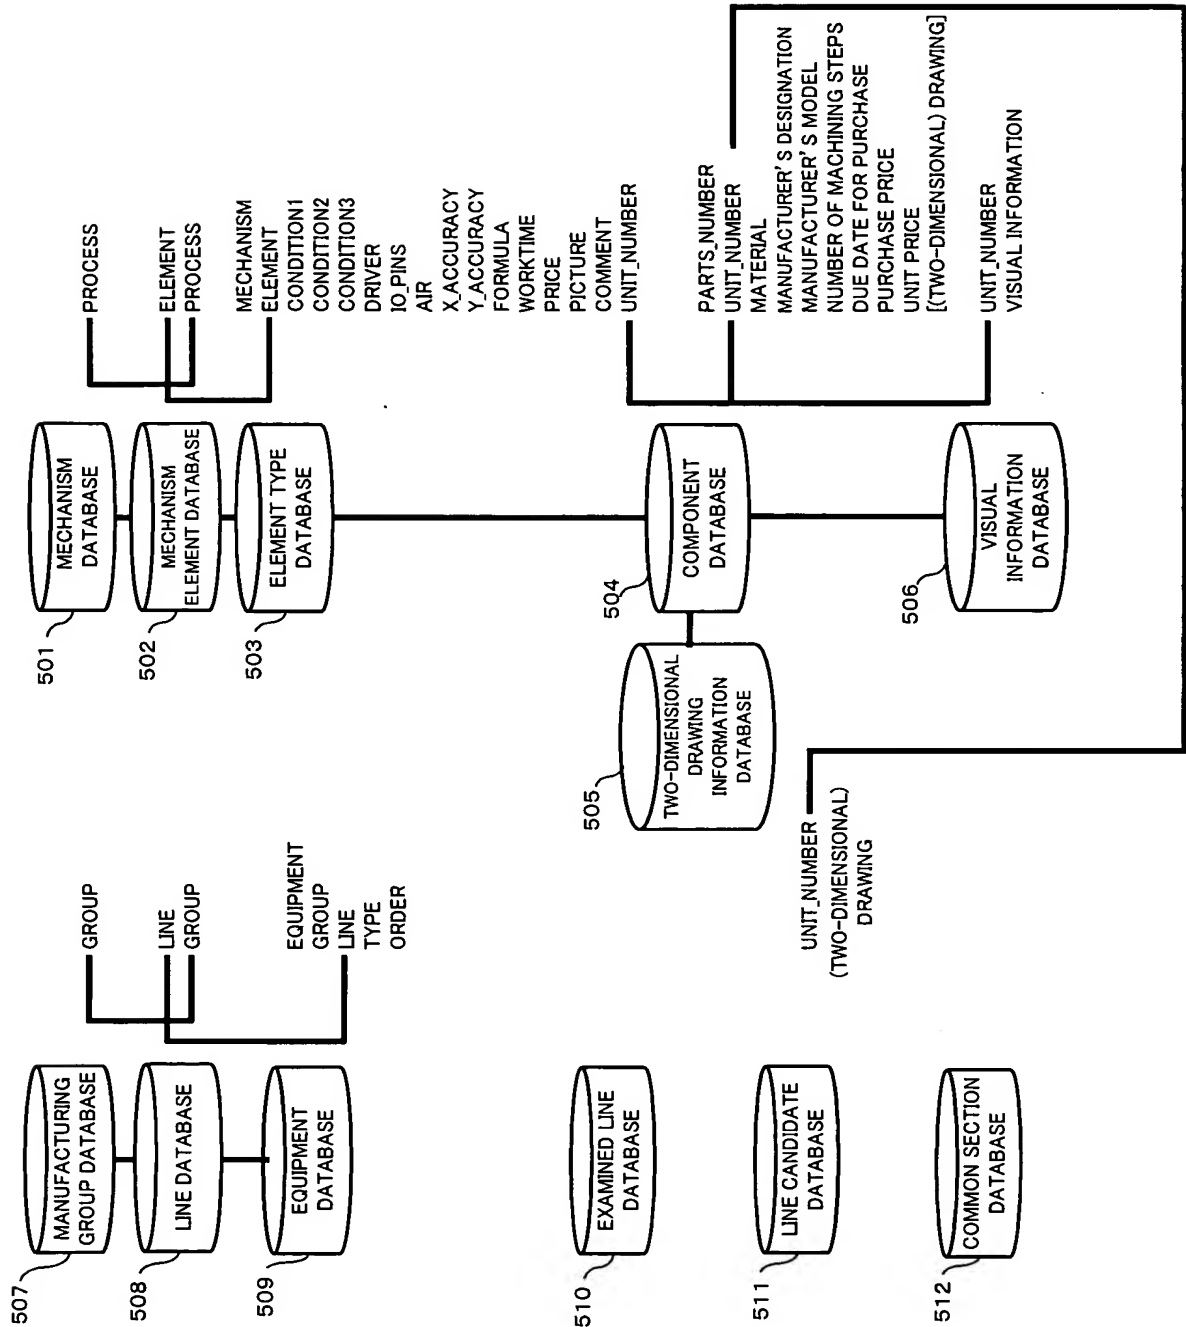 501
MECHANISM
DATABASE
PROCESS
502
MECHANISM
ELEMENT DATABASE
ELEMENT
PROCESS
503
ELEMENT TYPE
DATABASE
MECHANISM
ELEMENT
CONDITION1
CONDITION2
CONDITION3
DRIVER
IO_PINS
AIR
X_ACCURACY
Y_ACCURACY
FORMULA
WORKTIME
PRICE
PICTURE
COMMENT
UNIT_NUMBER
504
COMPONENT
DATABASE
PARTS_NUMBER
UNIT_NUMBER
MATERIAL
MANUFACTURER'S DESIGNATION
MANUFACTURER'S MODEL
NUMBER OF MACHINING STEPS
DUE DATE FOR PURCHASE
PURCHASE PRICE
UNIT PRICE
[(TWO-DIMENSIONAL) DRAWING]
505
TWO-DIMENSIONAL
DRAWING
INFORMATION
DATABASE
UNIT_NUMBER
(TWO-DIMENSIONAL)
DRAWING
506
VISUAL
INFORMATION
DATABASE
UNIT_NUMBER
VISUAL INFORMATION
507
MANUFACTURING
GROUP DATABASE
GROUP
508
LINE DATABASE
LINE
GROUP
509
EQUIPMENT
DATABASE
EQUIPMENT
GROUP
LINE
TYPE
ORDER
510
EXAMINED LINE
DATABASE
511
LINE CANDIDATE
DATABASE
512
COMMON SECTION
DATABASE